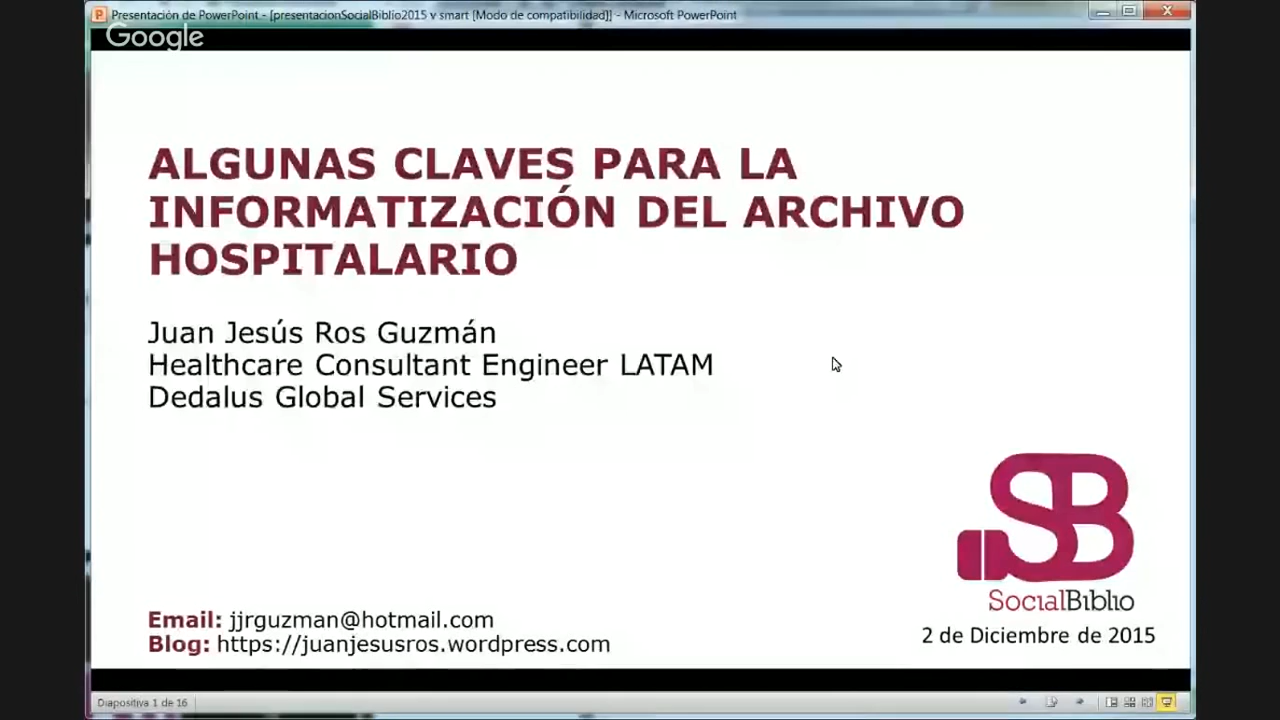 Presentación de PowerPoint - [presentacionSocialBiblio2015 v smart [Modo de compatibilidad]] - Microsoft PowerPoint
Google
ALGUNAS CLAVES PARA LA
INFORMATIZACIÓN DEL ARCHIVO
HOSPITALARIO
Juan Jesús Ros Guzmán
Healthcare Consultant Engineer LATAM
Dedalus Global Services
SB
SocialBiblio
Email: jjrguzman@hotmail.com
Blog: https://juanjesusros.wordpress.com
2 de Diciembre de 2015
Diapositiva 1 de 16